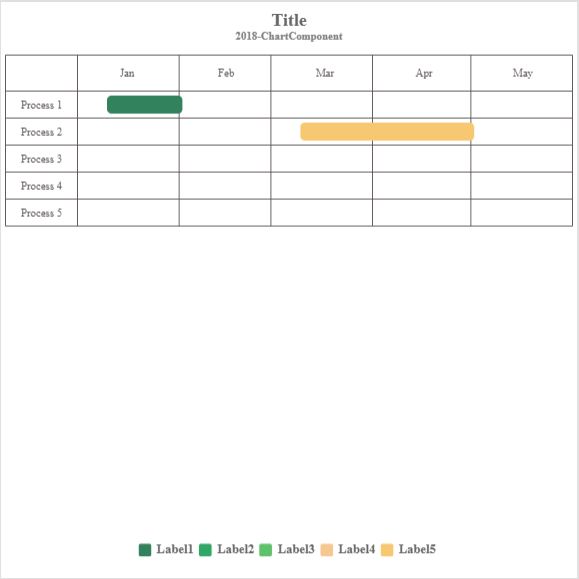 Title
2018-ChartComponent
Jan Feb Mar Apr May
Process 1
Process 2
Process 3
Process 4
Process 5
Label1 Label2 Label3 Label4 Label5